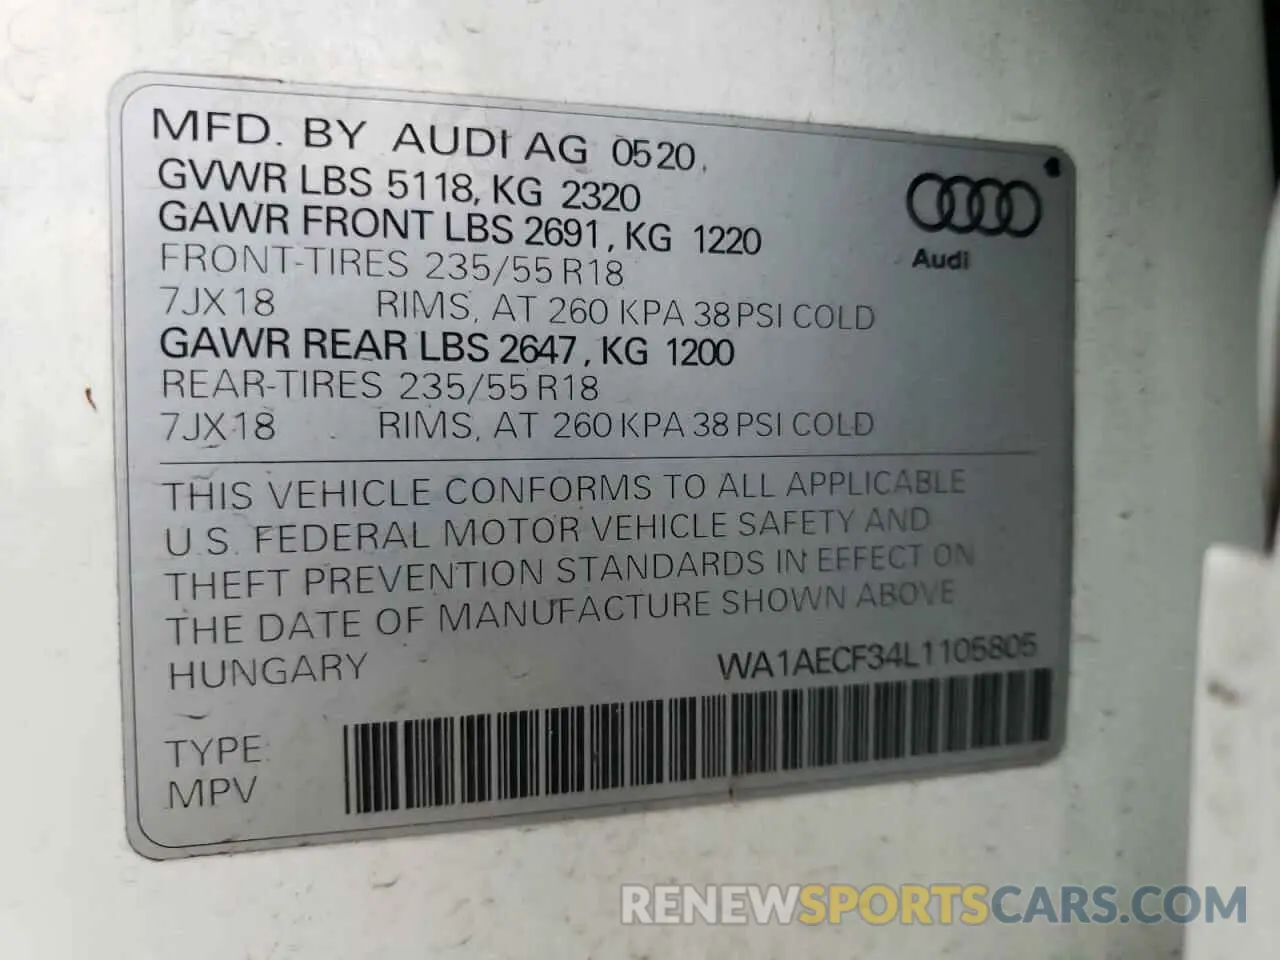 MFD. BY AUDI AG 0520.
GVWR LBS 5118, KG 2320
GAWR FRONT LBS 2691, KG 1220
FRONT-TIRES 235/55 R18
7JX18 RIMS, AT 260 KPA 38 PSI COLD
GAWR REAR LBS 2647, KG 1200
REAR-TIRES 235/55 R18
7JX18 RIMS, AT 260 KPA 38 PSI COLD
Audi
THIS VEHICLE CONFORMS TO ALL APPLICABLE
U.S. FEDERAL MOTOR VEHICLE SAFETY AND
THEFT PREVENTION STANDARDS IN EFFECT ON
THE DATE OF MANUFACTURE SHOWN ABOVE
HUNGARY WA1AECF34L1105805
TYPE:
MPV
RENEWSPORTSCARS.COM